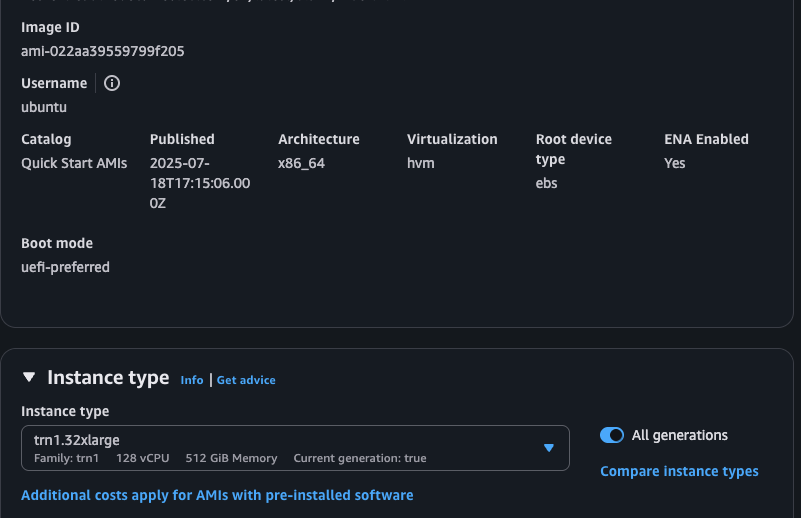 Image ID
ami-022aa39559799f205
Username
ubuntu
Catalog
Published
Architecture
Virtualization
Root device
type
ENA Enabled
Quick Start AMIs
2025-07-
18T17:15:06.00
0Z
x86_64
hvm
ebs
Yes
Boot mode
uefi-preferred
Instance type Info | Get advice
Instance type
trn1.32xlarge
Family: trn1 128 vCPU 512 GiB Memory Current generation: true
All generations
Compare instance types
Additional costs apply for AMIs with pre-installed software